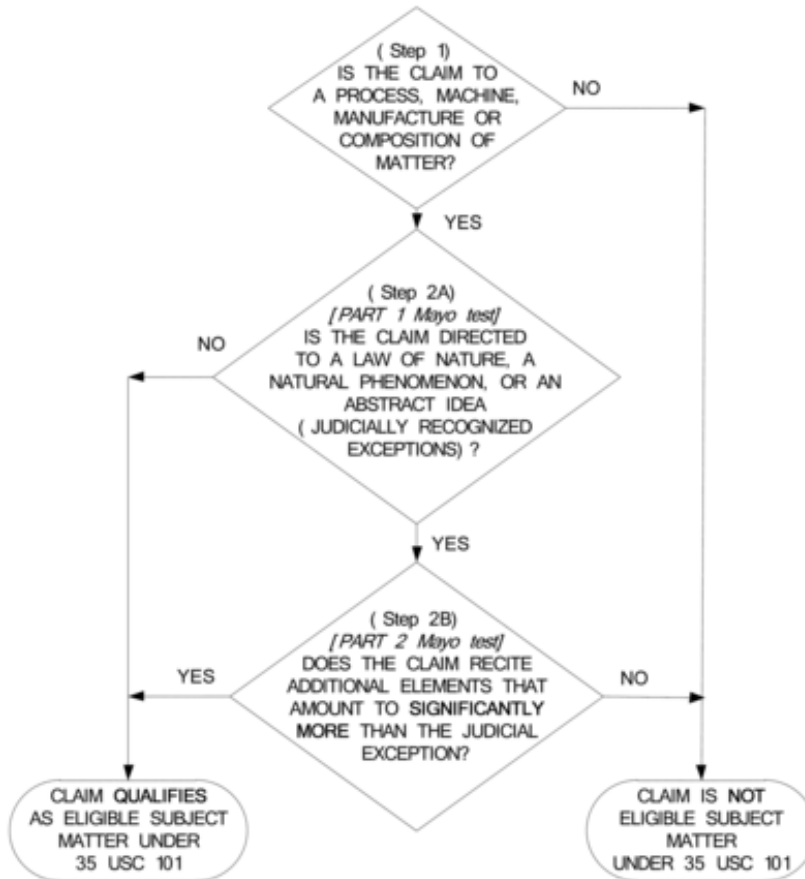 ( Step 1)
IS THE CLAIM TO
A PROCESS, MACHINE,
MANUFACTURE OR
COMPOSITION OF
MATTER?
NO
YES
( Step 2A)
[PART 1 Mayo test]
IS THE CLAIM DIRECTED
TO A LAW OF NATURE, A
NATURAL PHENOMENON, OR AN
ABSTRACT IDEA
( JUDICIALLY RECOGNIZED
EXCEPTIONS) ?
NO
YES
( Step 2B)
[PART 2 Mayo test]
DOES THE CLAIM RECITE
ADDITIONAL ELEMENTS THAT
AMOUNT TO SIGNIFICANTLY
MORE THAN THE JUDICIAL
EXCEPTION?
YES
NO
CLAIM QUALIFIES
AS ELIGIBLE SUBJECT
MATTER UNDER
35 USC 101
CLAIM IS NOT
ELIGIBLE SUBJECT
MATTER
UNDER 35 USC 101